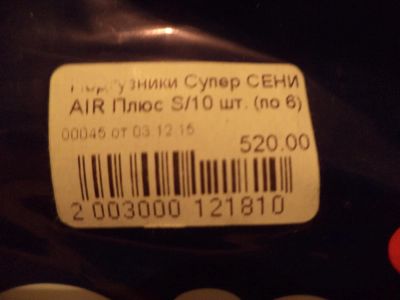 Подгузники Супер СЕНИ
AIR Плюс S/10 шт. (по 6)
00045 от 03.12.15
520.00
2 003000 121810